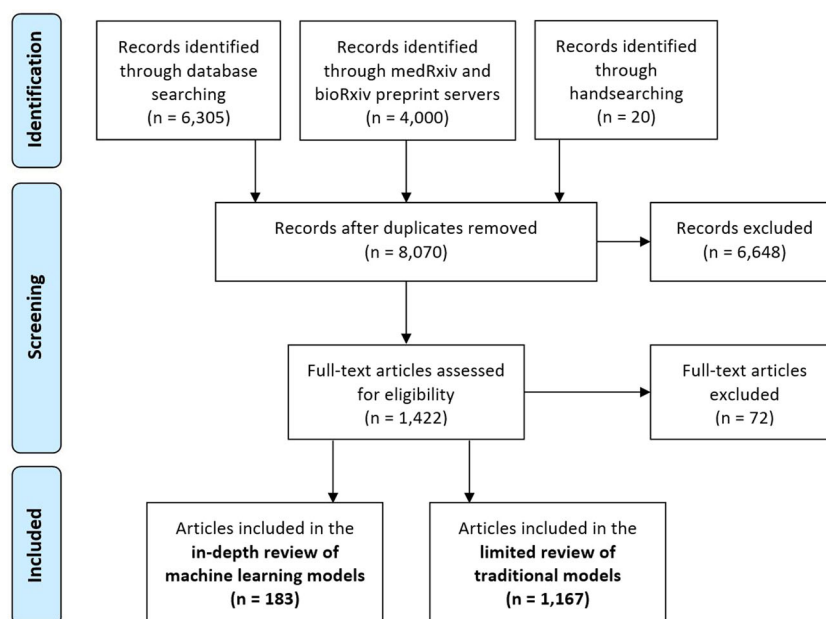 Identification
Records identified
through database
searching
(n = 6,305)
Records identified
through medRxiv and
bioRxiv preprint servers
(n = 4,000)
Records identified
through
handsearching
(n = 20)
Screening
Records after duplicates removed
(n = 8,070)
Records excluded
(n = 6,648)
Full-text articles assessed
for eligibility
(n = 1,422)
Full-text articles
excluded
(n = 72)
Included
Articles included in the
in-depth review of
machine learning models
(n = 183)
Articles included in the
limited review of
traditional models
(n = 1,167)